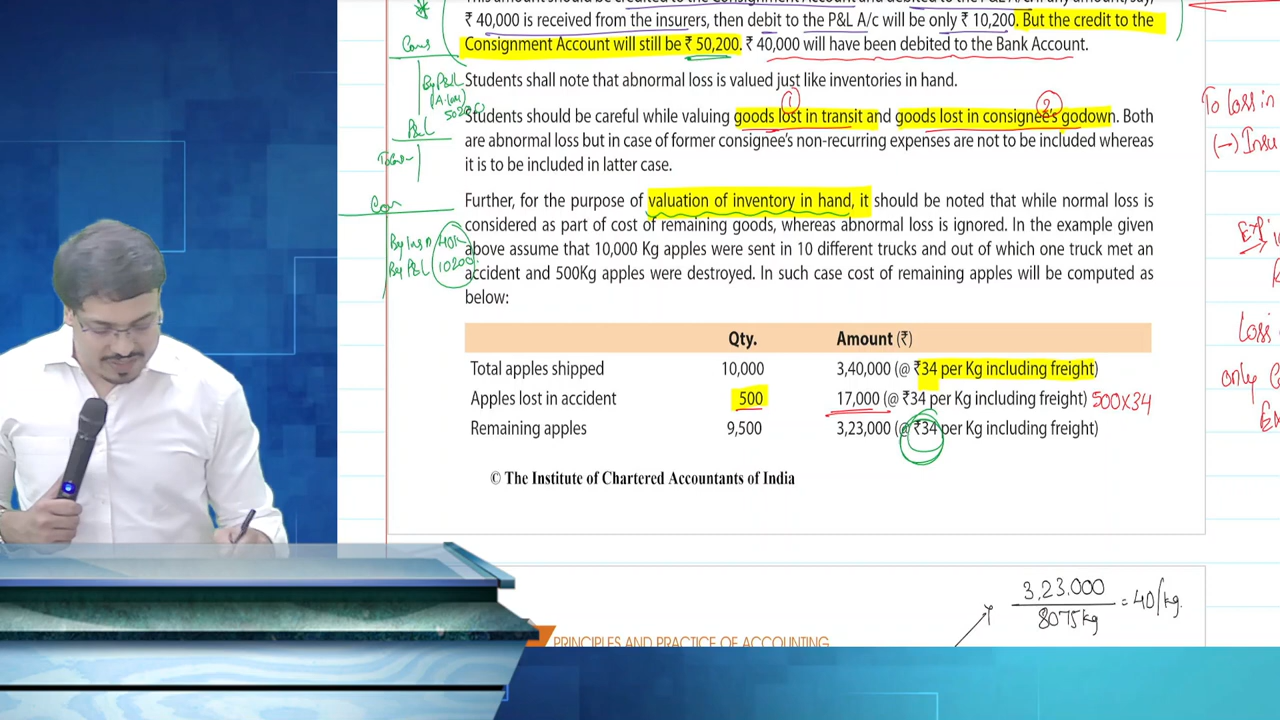 ₹ 40,000 is received from the insurers, then debit to the P&L A/c will be only ₹ 10,200. But the credit to the
Consignment Account will still be ₹ 50,200. ₹ 40,000 will have been debited to the Bank Account.
Students shall note that abnormal loss is valued just like inventories in hand.
Students should be careful while valuing goods lost in transit and goods lost in consignee's godown. Both
are abnormal loss but in case of former consignee's non-recurring expenses are not to be included whereas
it is to be included in latter case.
Further, for the purpose of valuation of inventory in hand, it should be noted that while normal loss is
considered as part of cost of remaining goods, whereas abnormal loss is ignored. In the example given
above assume that 10,000 Kg apples were sent in 10 different trucks and out of which one truck met an
accident and 500Kg apples were destroyed. In such case cost of remaining apples will be computed as
below:
Qty. Amount (₹)
Total apples shipped 10,000 3,40,000 (@ ₹34 per Kg including freight)
Apples lost in accident 500 17,000 (@ ₹34 per Kg including freight) 500X34
Remaining apples 9,500 3,23,000 (@ ₹34 per Kg including freight)
© The Institute of Chartered Accountants of India
3,23,000
8075kg
= 40/kg.
PRINCIPLES AND PRACTICE OF ACCOUNTING
Cons
By P&L
P&L
Con
By P&L 10200
1
2
To loss in
(-) Insu
Loss
only